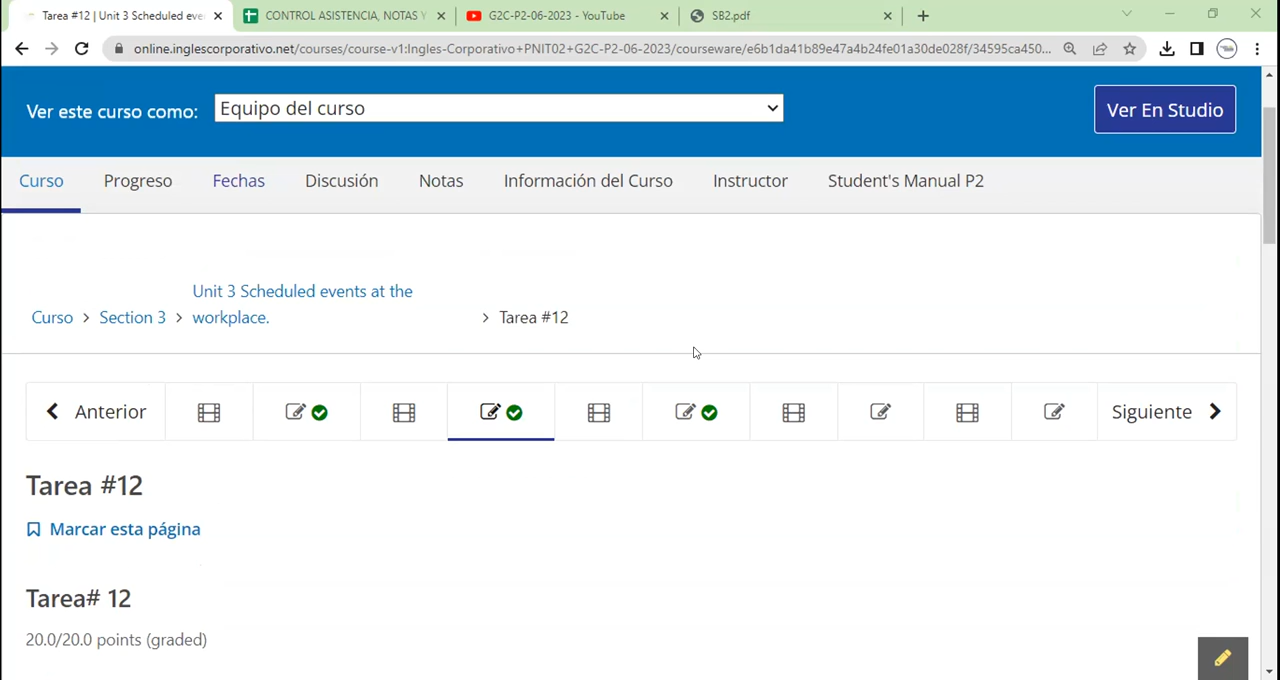 Tarea #12 | Unit 3 Scheduled eve
CONTROL ASISTENCIA, NOTAS Y
G2C-P2-06-2023 - YouTube
SB2.pdf
online.inglescorporativo.net/courses/course-v1:Ingles-Corporativo+PNIT02+G2C-P2-06-2023/courseware/e6b1da41b89e47a4b24fe01a30de028f/34595ca450...
Ver este curso como:
Equipo del curso
Ver En Studio
Curso
Progreso
Fechas
Discusión
Notas
Información del Curso
Instructor
Student's Manual P2
Curso > Section 3 > Unit 3 Scheduled events at the
workplace. > Tarea #12
Anterior
Siguiente
Tarea #12
Marcar esta página
Tarea# 12
20.0/20.0 points (graded)